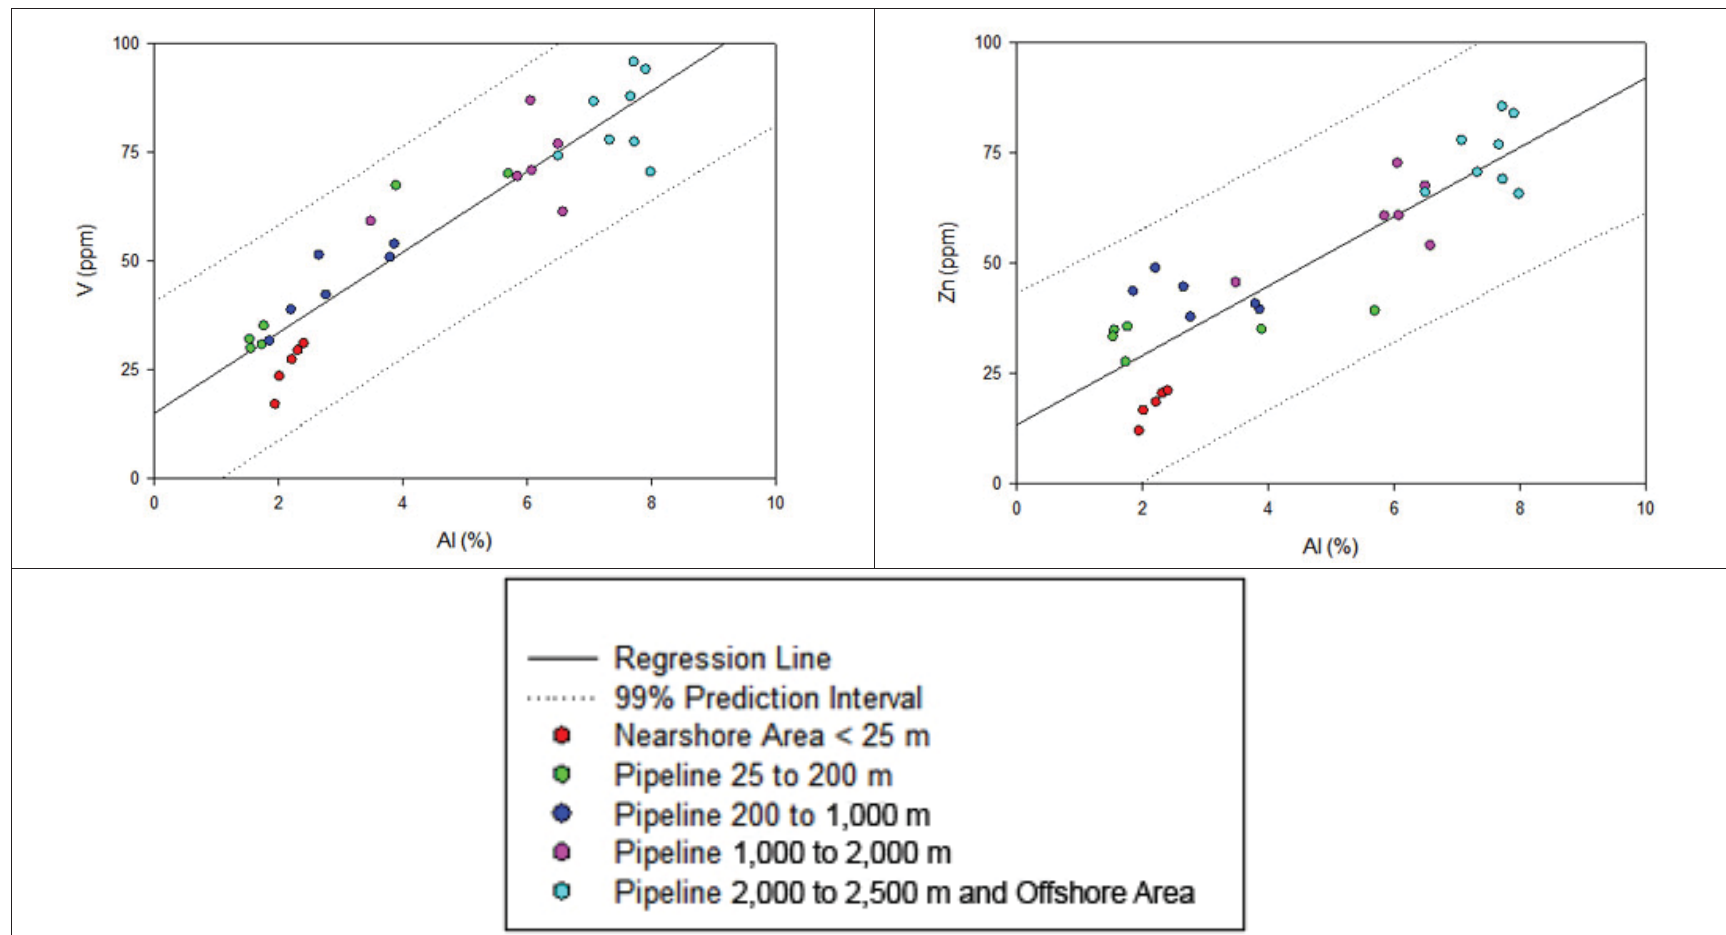 100
75
50
25
0
V (ppm)
0 2 4 6 8 10
Al (%)
100
75
50
25
0
Zn (ppm)
0 2 4 6 8 10
Al (%)
Regression Line
99% Prediction Interval
Nearshore Area < 25 m
Pipeline 25 to 200 m
Pipeline 200 to 1,000 m
Pipeline 1,000 to 2,000 m
Pipeline 2,000 to 2,500 m and Offshore Area